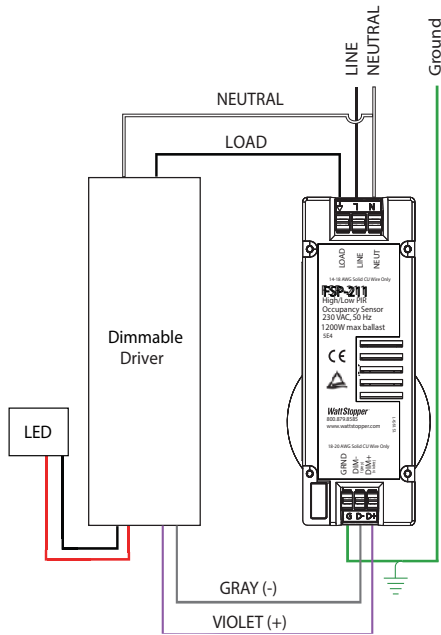 LINE
NEUTRAL
Ground
NEUTRAL
LOAD
L
N
LOAD
LINE
NEUT
14-18 AWG Solid CU Wire Only
FSP-211
High/Low PIR
Occupancy Sensor
230 VAC, 50 Hz
1200W max ballast
5E4
CE
Dimmable
Driver
LED
WattStopper
800.879.8585
www.wattstopper.com
18-20 AWG Solid CU Wire Only
GRND
DIM-
DIM+
G
D-
D+
GRAY (-)
VIOLET (+)